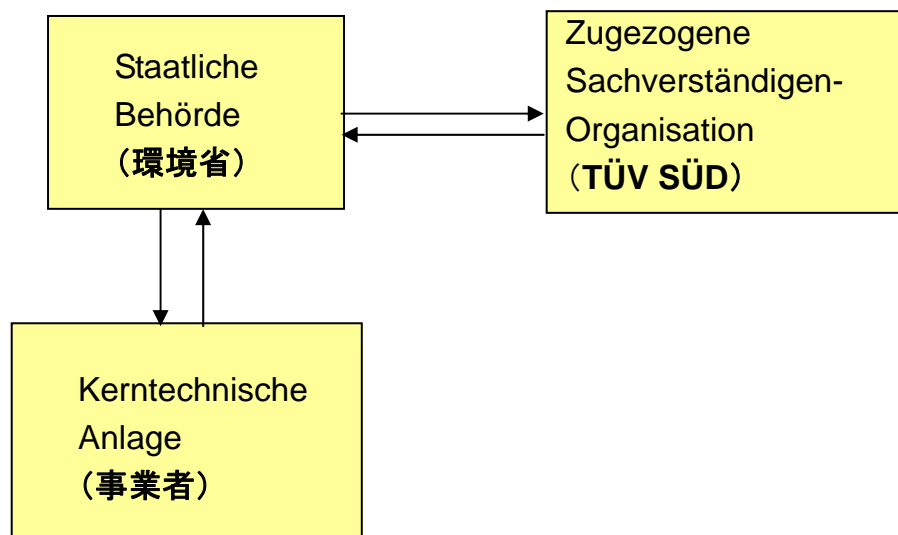 Staatliche
Behörde
（環境省）
Zugezogene
Sachverständigen-
Organisation
（TÜV SÜD）
Kerntechnische
Anlage
（事業者）